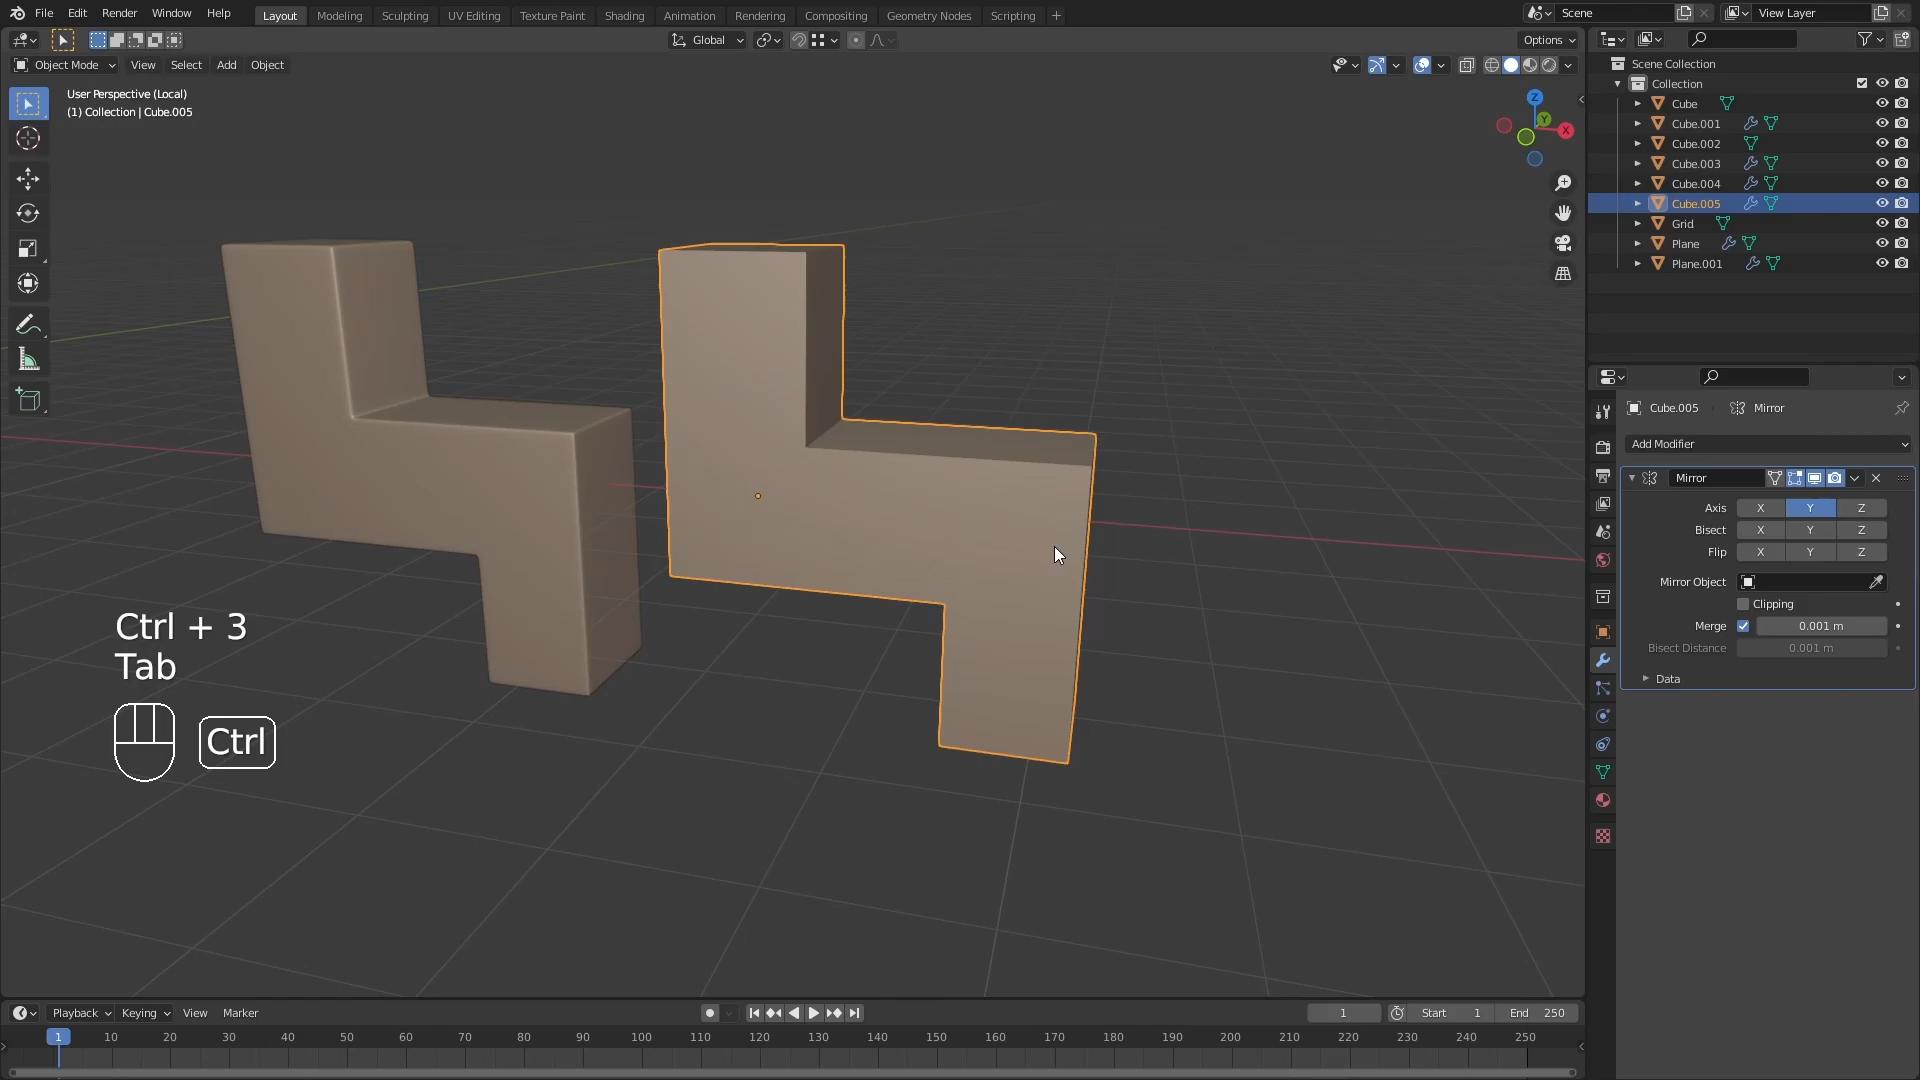 File Edit Render Window Help
Layout Modeling Sculpting UV Editing Texture Paint Shading Animation Rendering Compositing Geometry Nodes Scripting +
Scene
View Layer
Global
Options
Object Mode View Select Add Object
User Perspective (Local)
(1) Collection | Cube.005
Z
Y
X
Scene Collection
Collection
Cube
Cube.001
Cube.002
Cube.003
Cube.004
Cube.005
Grid
Plane
Plane.001
Cube.005 Mirror
Add Modifier
Mirror
Axis X Y Z
Bisect X Y Z
Flip X Y Z
Mirror Object
Clipping
Merge 0.001 m
Bisect Distance 0.001 m
Data
Ctrl + 3
Tab
Ctrl
Playback Keying View Marker
1 Start 1 End 250
1 10 20 30 40 50 60 70 80 90 100 110 120 130 140 150 160 170 180 190 200 210 220 230 240 250